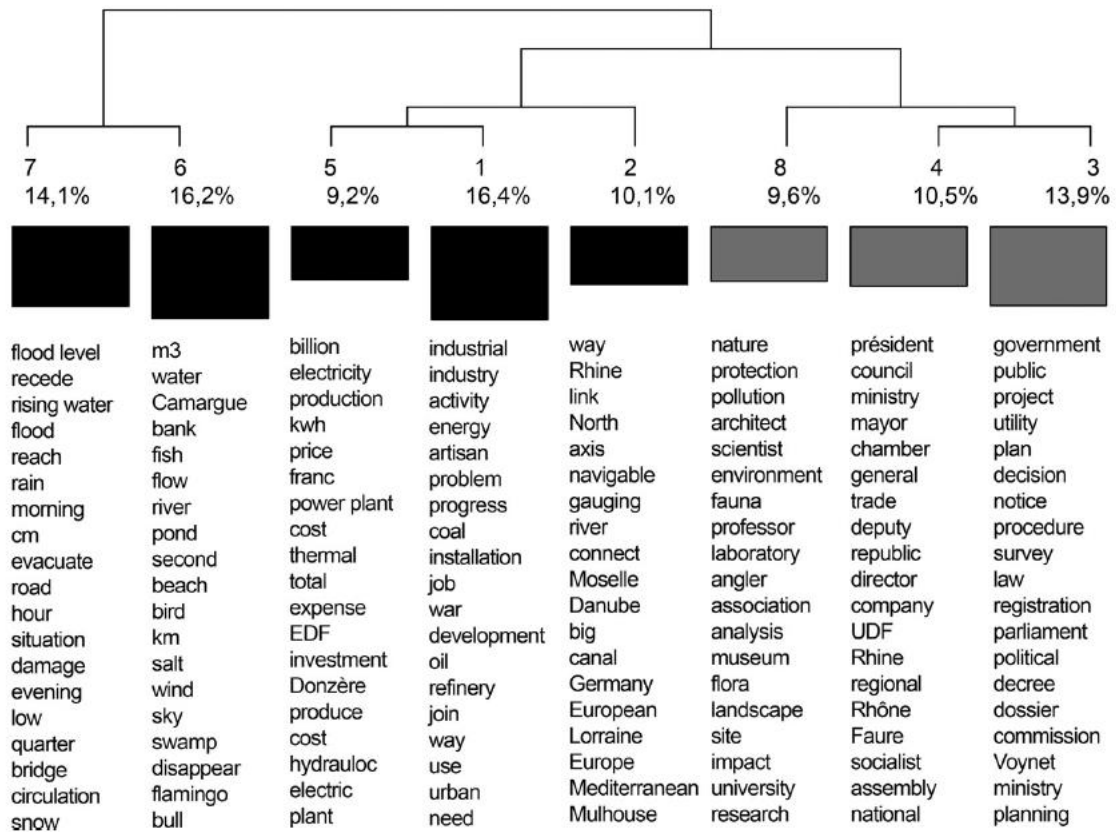 7 6 5 1 2 8 4 3
14,1% 16,2% 9,2% 16,4% 10,1% 9,6% 10,5% 13,9%
flood level m3 billion industrial way nature président government
recede water electricity industry Rhine protection council public
rising water Camargue production activity link pollution ministry project
flood bank kwh energy North architect mayor utility
reach fish price artisan axis scientist chamber plan
rain flow franc problem navigable environment general decision
morning river power plant progress gauging fauna trade notice
cm pond cost coal river professor deputy procedure
evacuate second thermal installation connect laboratory republic survey
road beach total job Moselle angler director law
hour bird expense war Danube association company registration
situation km EDF development big analysis UDF parliament
damage salt investment oil canal museum Rhine political
evening wind Donzère refinery Germany flora regional decree
low sky produce join European landscape Rhône dossier
quarter swamp cost way Lorraine site Faure commission
bridge disappear hydrauloc use Europe impact socialist Voynet
circulation flamingo electric urban Mediterranean university assembly ministry
snow bull plant need Mulhouse research national planning